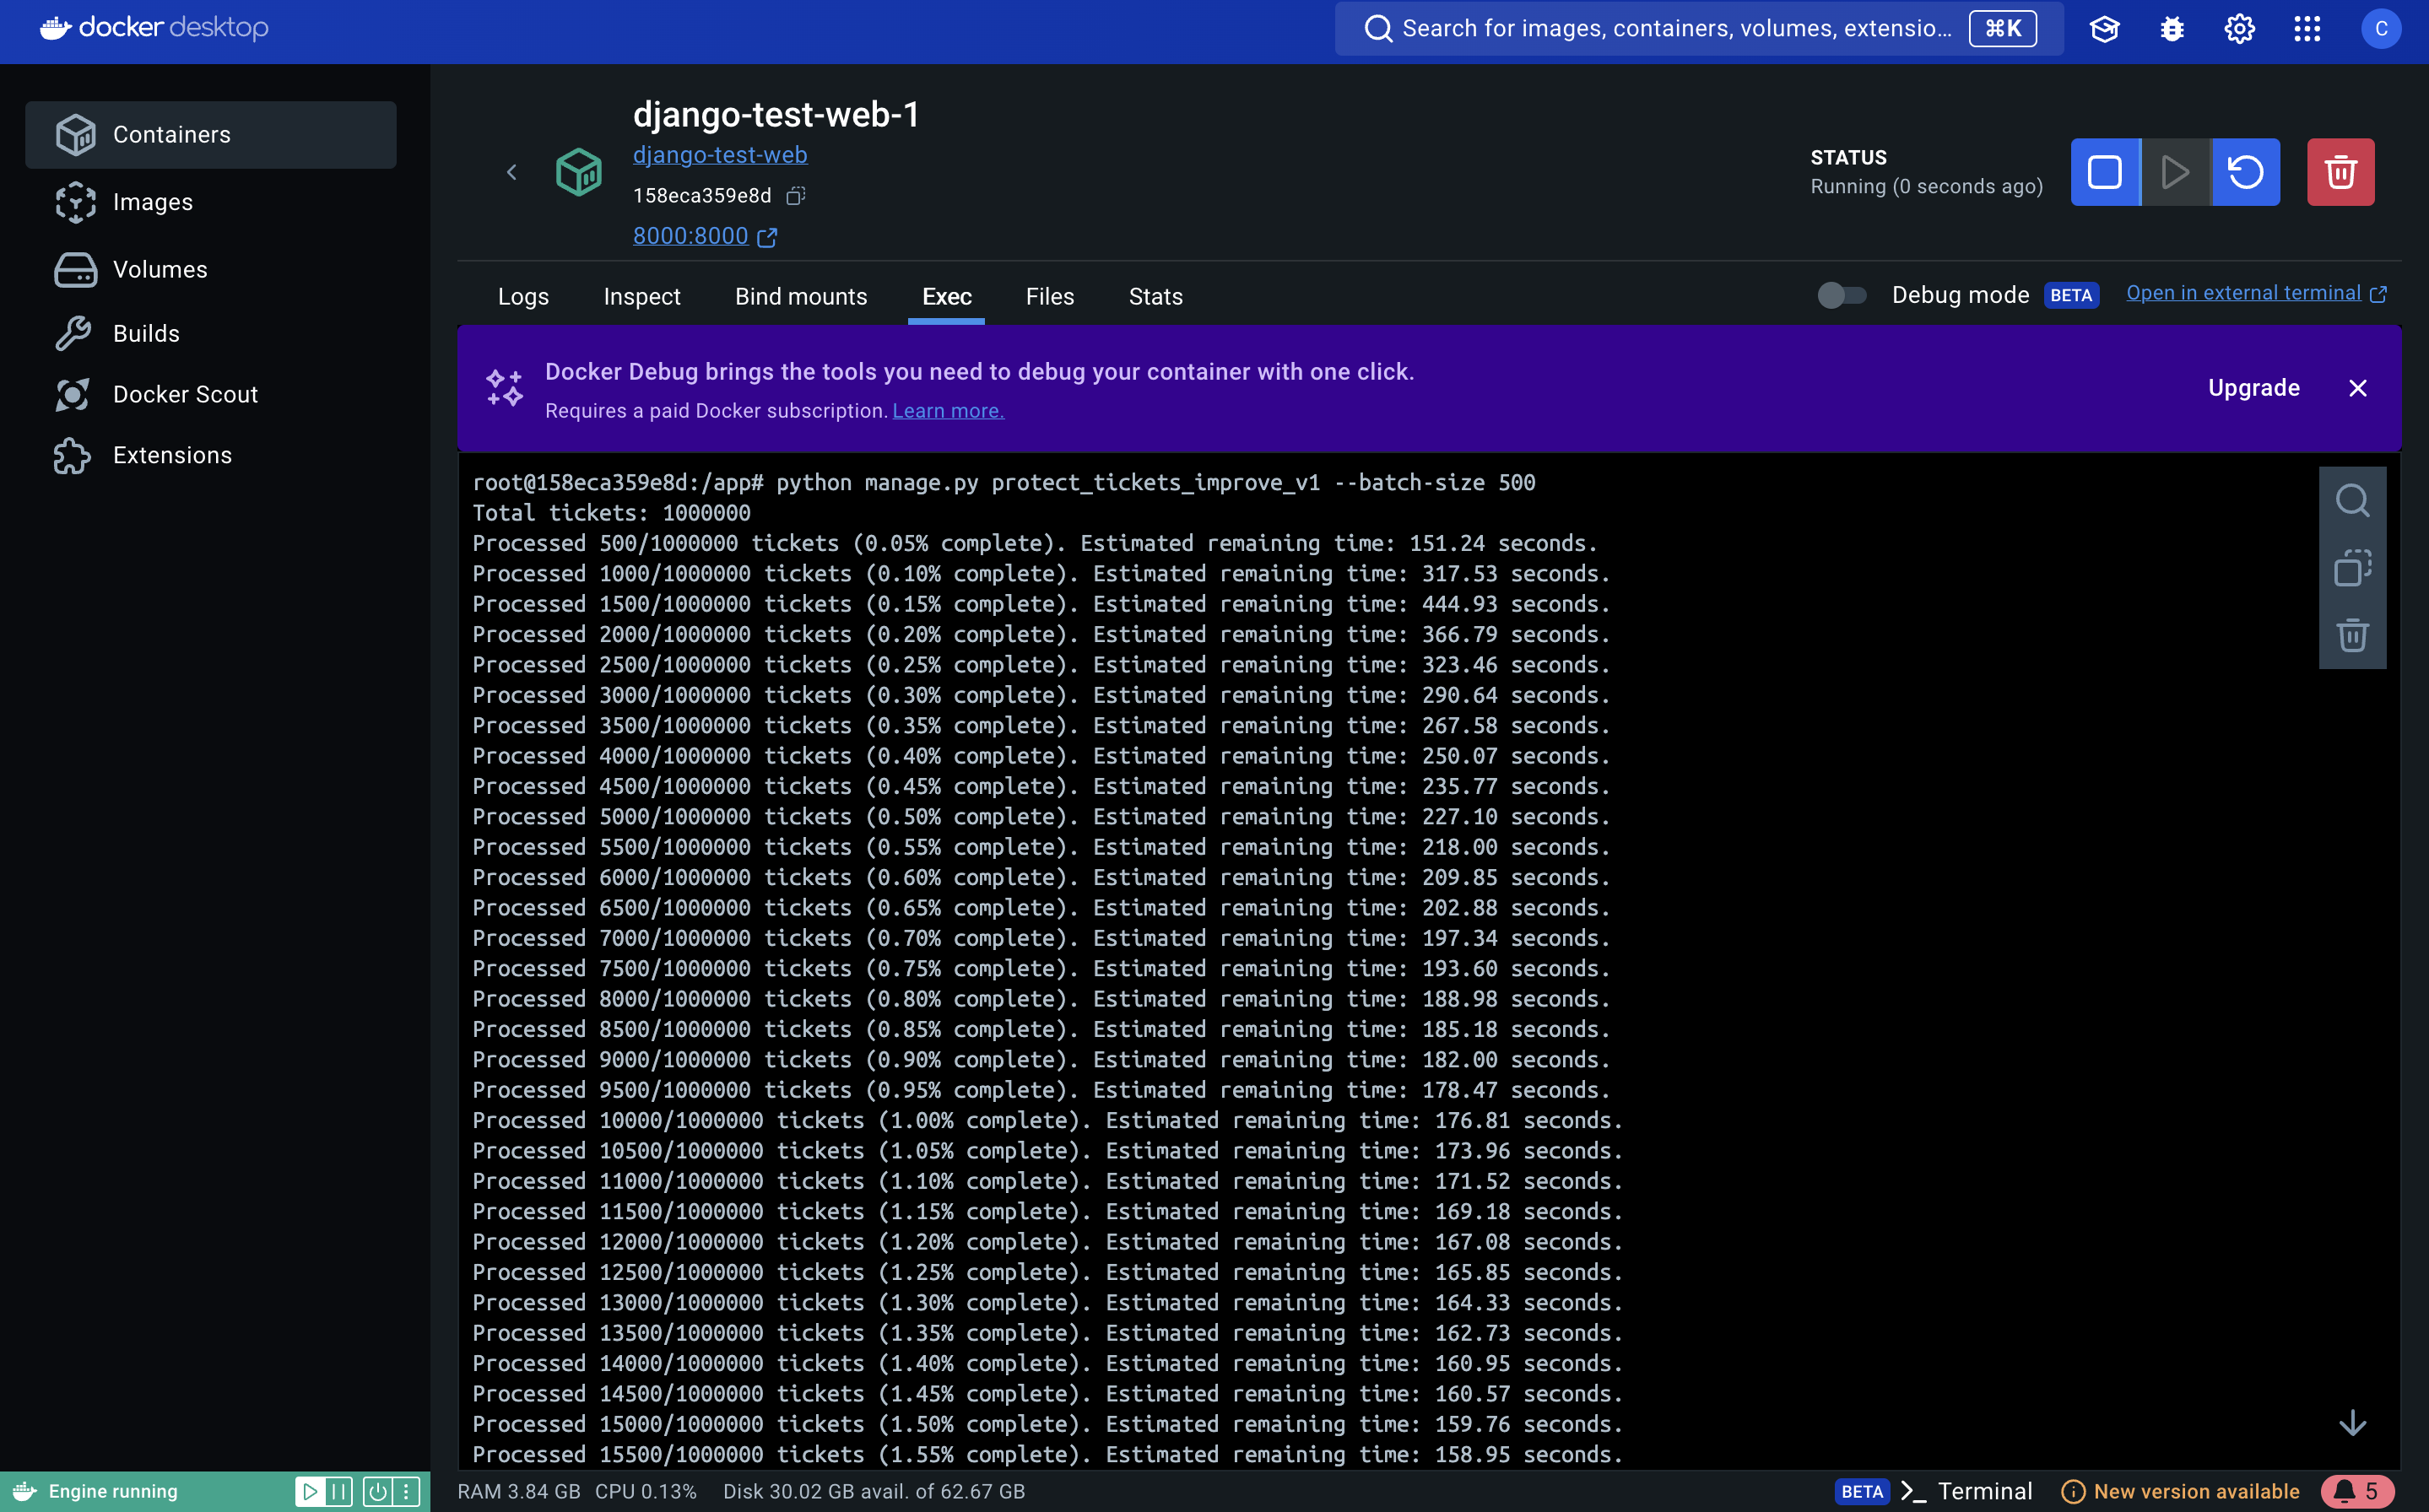 docker desktop
Search for images, containers, volumes, extensio... ⌘K
C
Containers
Images
Volumes
Builds
Docker Scout
Extensions
django-test-web-1
django-test-web
158eca359e8d
8000:8000
STATUS
Running (0 seconds ago)
Logs Inspect Bind mounts Exec Files Stats
Debug mode BETA Open in external terminal
Docker Debug brings the tools you need to debug your container with one click.
Requires a paid Docker subscription. Learn more.
Upgrade
root@158eca359e8d:/app# python manage.py protect_tickets_improve_v1 --batch-size 500
Total tickets: 1000000
Processed 500/1000000 tickets (0.05% complete). Estimated remaining time: 151.24 seconds.
Processed 1000/1000000 tickets (0.10% complete). Estimated remaining time: 317.53 seconds.
Processed 1500/1000000 tickets (0.15% complete). Estimated remaining time: 444.93 seconds.
Processed 2000/1000000 tickets (0.20% complete). Estimated remaining time: 366.79 seconds.
Processed 2500/1000000 tickets (0.25% complete). Estimated remaining time: 323.46 seconds.
Processed 3000/1000000 tickets (0.30% complete). Estimated remaining time: 290.64 seconds.
Processed 3500/1000000 tickets (0.35% complete). Estimated remaining time: 267.58 seconds.
Processed 4000/1000000 tickets (0.40% complete). Estimated remaining time: 250.07 seconds.
Processed 4500/1000000 tickets (0.45% complete). Estimated remaining time: 235.77 seconds.
Processed 5000/1000000 tickets (0.50% complete). Estimated remaining time: 227.10 seconds.
Processed 5500/1000000 tickets (0.55% complete). Estimated remaining time: 218.00 seconds.
Processed 6000/1000000 tickets (0.60% complete). Estimated remaining time: 209.85 seconds.
Processed 6500/1000000 tickets (0.65% complete). Estimated remaining time: 202.88 seconds.
Processed 7000/1000000 tickets (0.70% complete). Estimated remaining time: 197.34 seconds.
Processed 7500/1000000 tickets (0.75% complete). Estimated remaining time: 193.60 seconds.
Processed 8000/1000000 tickets (0.80% complete). Estimated remaining time: 188.98 seconds.
Processed 8500/1000000 tickets (0.85% complete). Estimated remaining time: 185.18 seconds.
Processed 9000/1000000 tickets (0.90% complete). Estimated remaining time: 182.00 seconds.
Processed 9500/1000000 tickets (0.95% complete). Estimated remaining time: 178.47 seconds.
Processed 10000/1000000 tickets (1.00% complete). Estimated remaining time: 176.81 seconds.
Processed 10500/1000000 tickets (1.05% complete). Estimated remaining time: 173.96 seconds.
Processed 11000/1000000 tickets (1.10% complete). Estimated remaining time: 171.52 seconds.
Processed 11500/1000000 tickets (1.15% complete). Estimated remaining time: 169.18 seconds.
Processed 12000/1000000 tickets (1.20% complete). Estimated remaining time: 167.08 seconds.
Processed 12500/1000000 tickets (1.25% complete). Estimated remaining time: 165.85 seconds.
Processed 13000/1000000 tickets (1.30% complete). Estimated remaining time: 164.33 seconds.
Processed 13500/1000000 tickets (1.35% complete). Estimated remaining time: 162.73 seconds.
Processed 14000/1000000 tickets (1.40% complete). Estimated remaining time: 160.95 seconds.
Processed 14500/1000000 tickets (1.45% complete). Estimated remaining time: 160.57 seconds.
Processed 15000/1000000 tickets (1.50% complete). Estimated remaining time: 159.76 seconds.
Processed 15500/1000000 tickets (1.55% complete). Estimated remaining time: 158.95 seconds.
Engine running
RAM 3.84 GB CPU 0.13% Disk 30.02 GB avail. of 62.67 GB
BETA >_ Terminal New version available 5